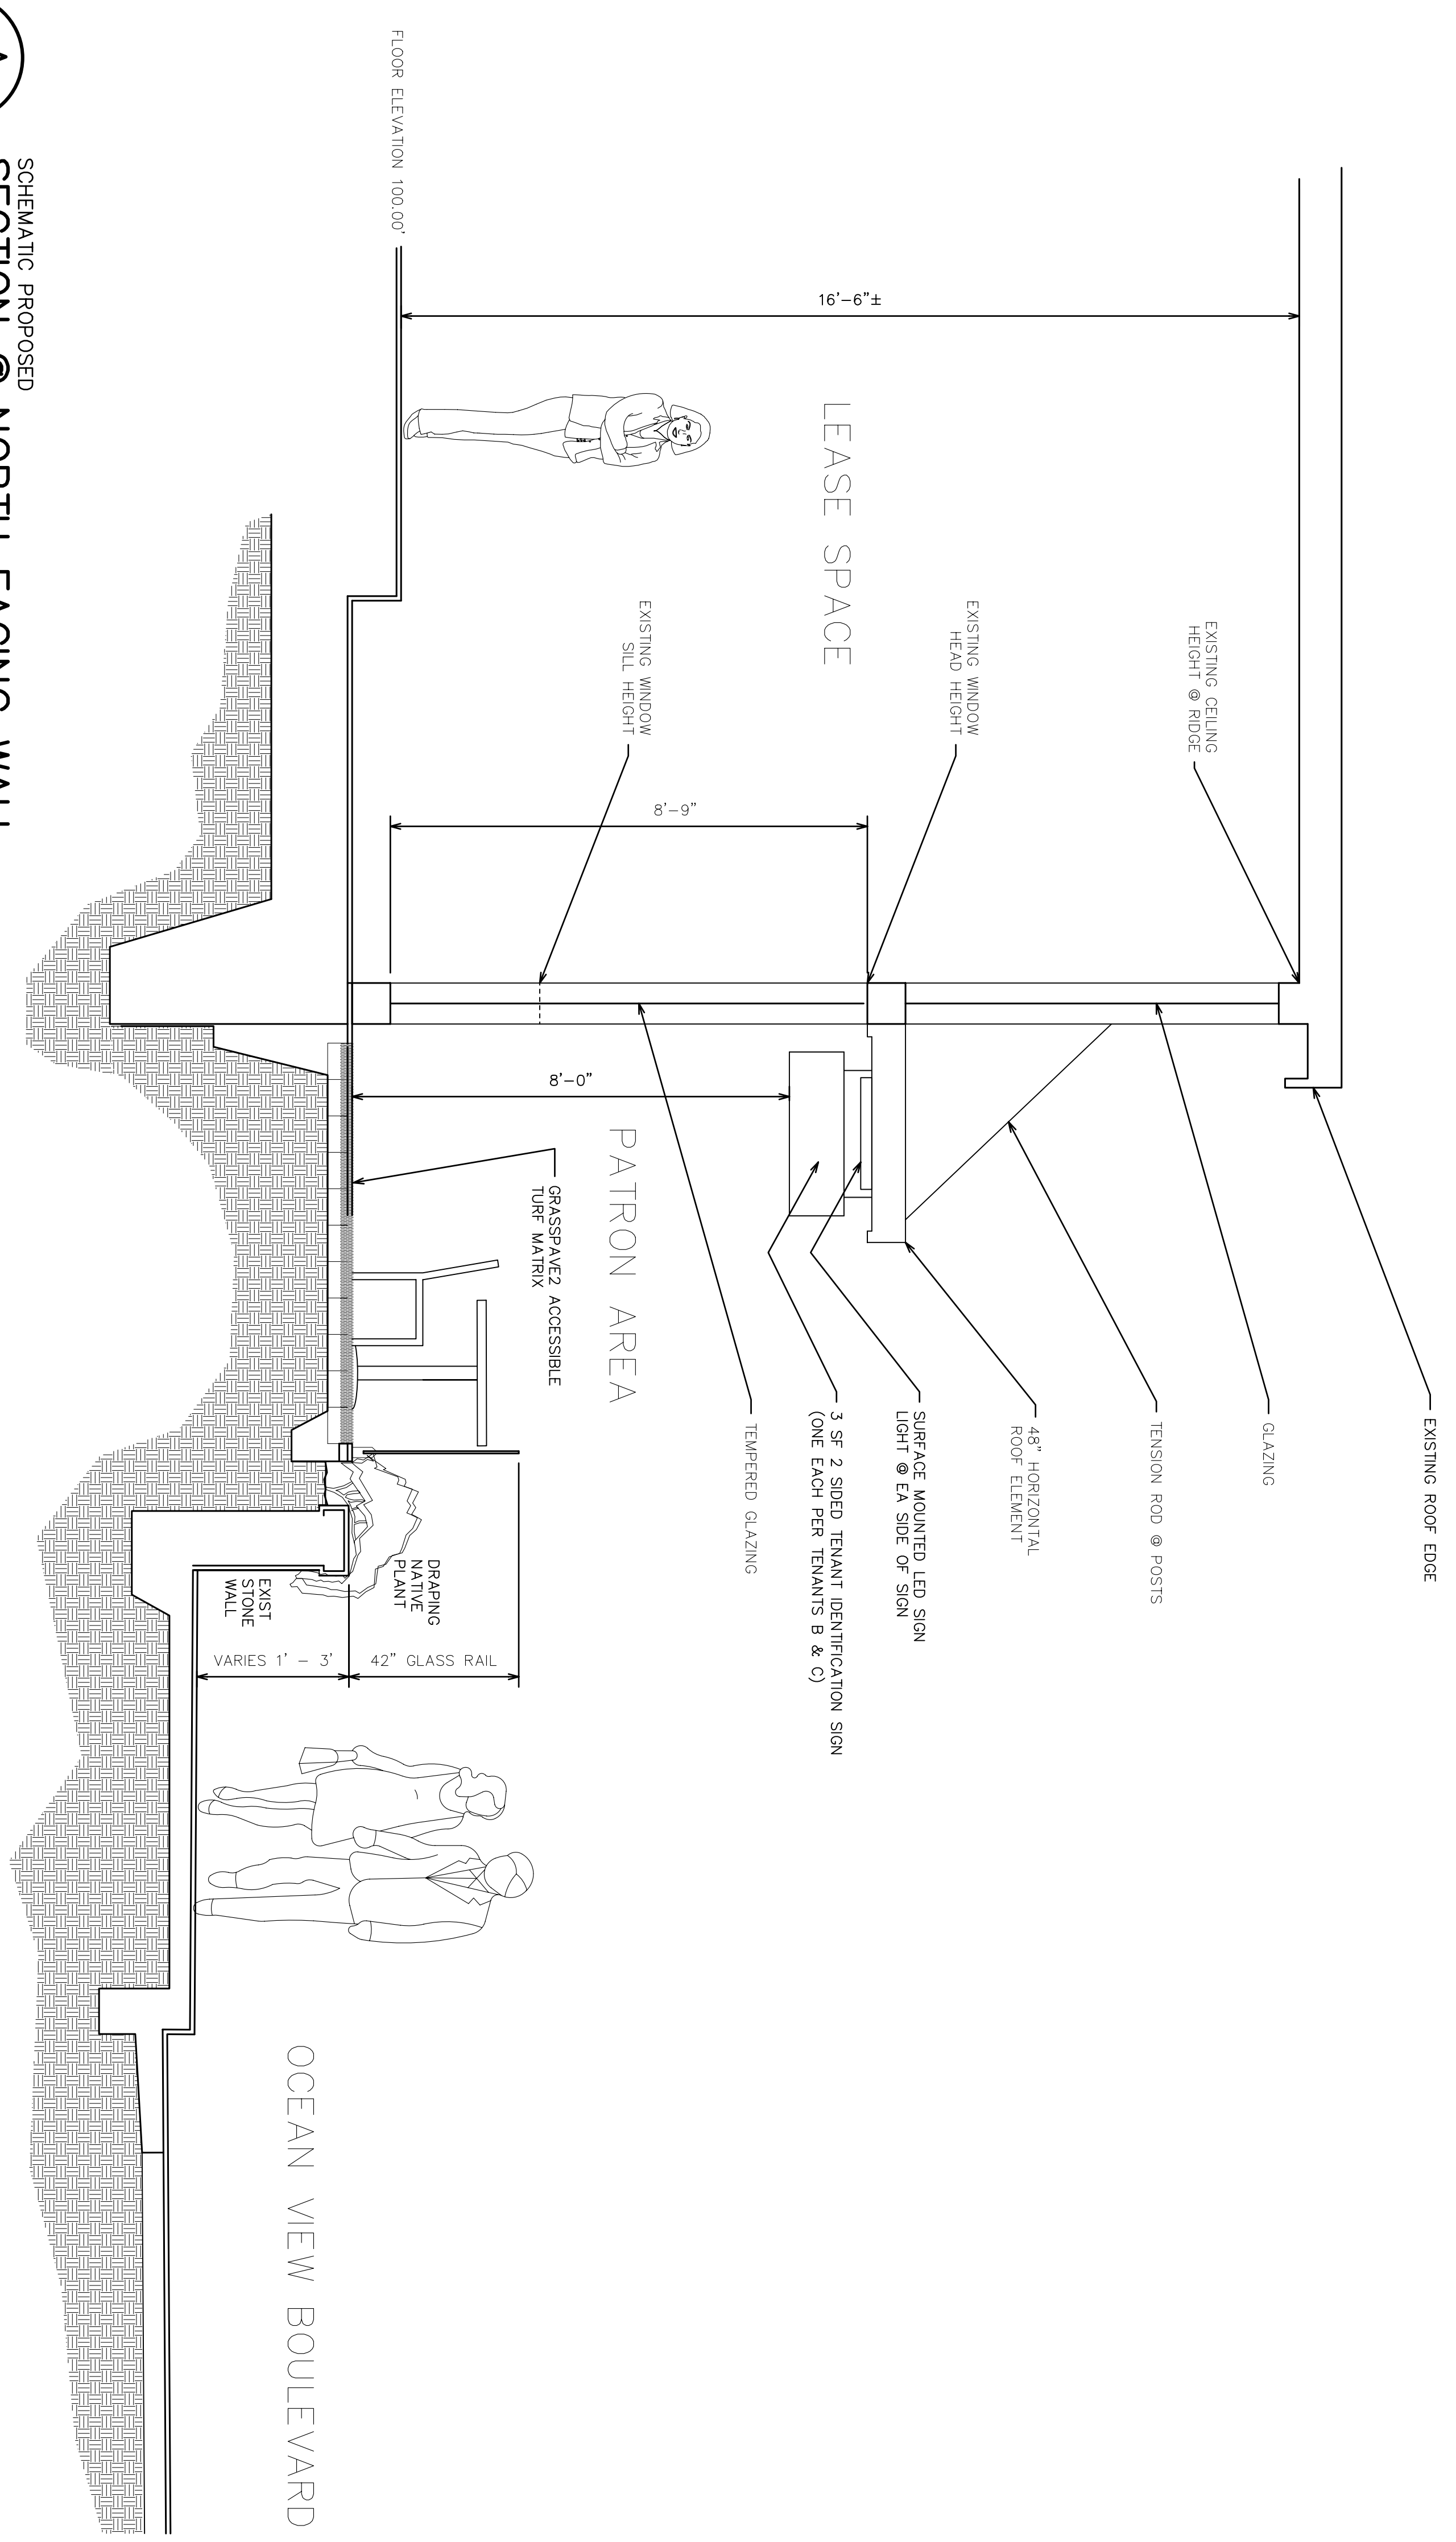 EXISTING ROOF EDGE
GLAZING
TENSION ROD @ POSTS
48" HORIZONTAL
ROOF ELEMENT
SURFACE MOUNTED LED SIGN
LIGHT @ EA SIDE OF SIGN
3 SF 2 SIDED TENANT IDENTIFICATION SIGN
(ONE EACH PER TENANTS B & C)
TEMPERED GLAZING
EXISTING CEILING
HEIGHT @ RIDGE
EXISTING WINDOW
HEAD HEIGHT
EXISTING WINDOW
SILL HEIGHT
16'-6"±
LEASE SPACE
8'-9"
8'-0"
PATRON AREA
GRASSPAVE2 ACCESSIBLE
TURF MATRIX
FLOOR ELEVATION 100.00'
DRAPING
NATIVE
PLANT
42" GLASS RAIL
EXIST
STONE
WALL
VARIES 1' - 3'
OCEAN VIEW BOULEVARD
SCHEMATIC PROPOSED
SECTION @ NORTH FACING WALL